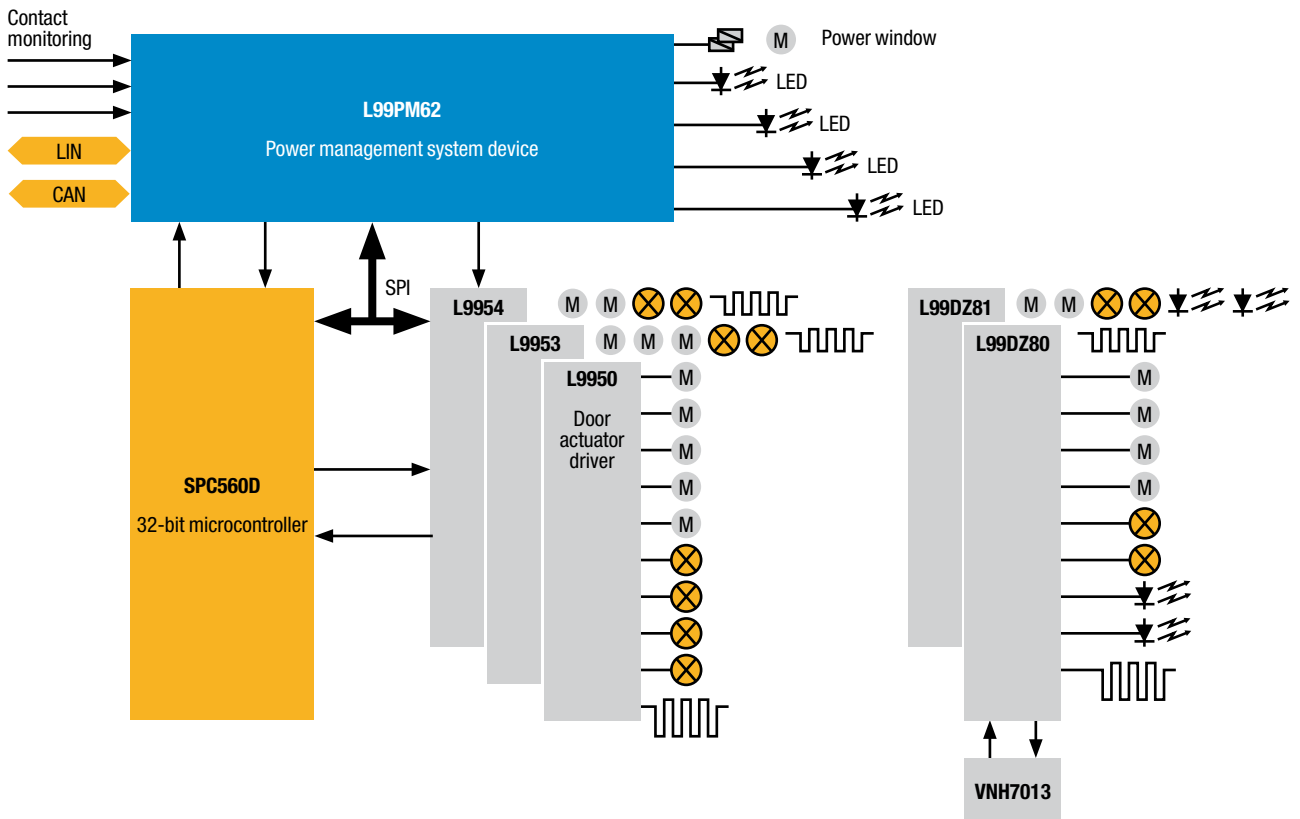 Contact
monitoring
L99PM62
Power management system device
LIN
CAN
M
Power window
LED
LED
LED
LED
SPI
L9954
M
M
L9953
M
M
M
L9950
Door
actuator
driver
M
M
M
M
M
SPC560D
32-bit microcontroller
L99DZ81
M
M
L99DZ80
M
M
M
M
VNH7013